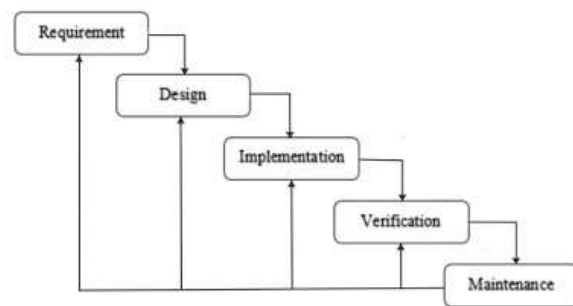 Requirement
Design
Implementation
Verification
Maintenance